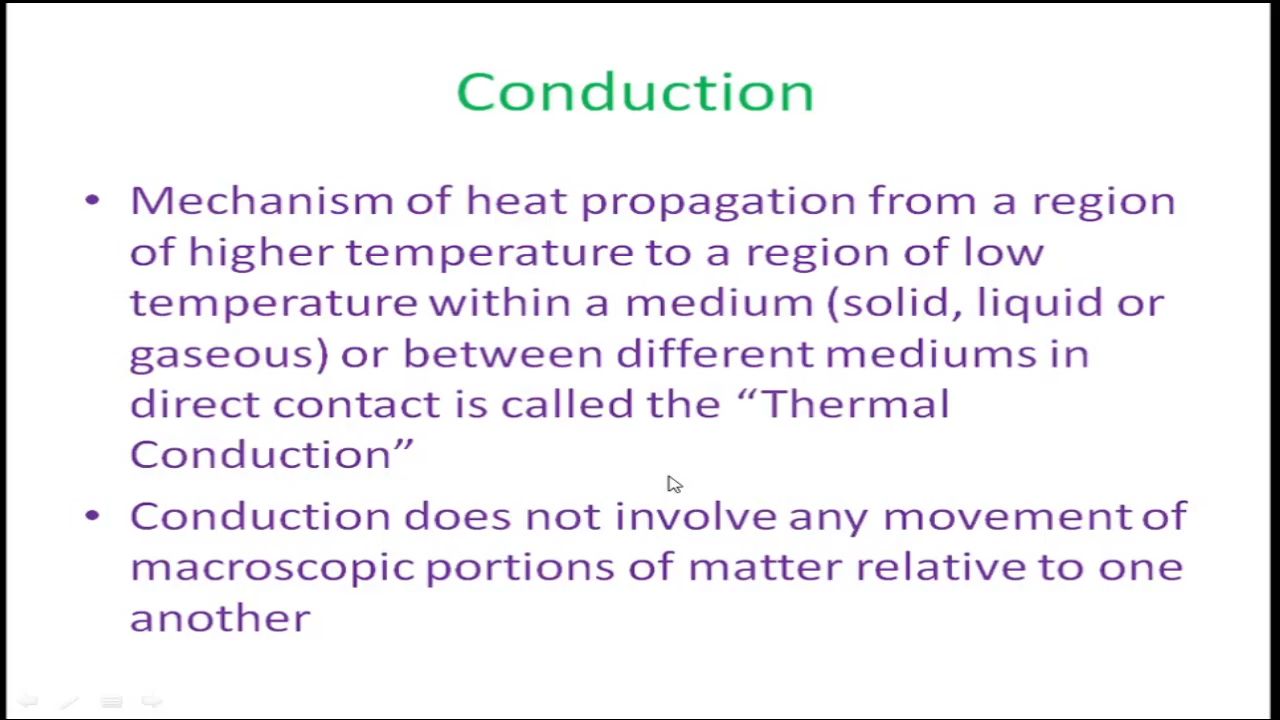 Conduction
• Mechanism of heat propagation from a region
of higher temperature to a region of low
temperature within a medium (solid, liquid or
gaseous) or between different mediums in
direct contact is called the “Thermal
Conduction”
• Conduction does not involve any movement of
macroscopic portions of matter relative to one
another